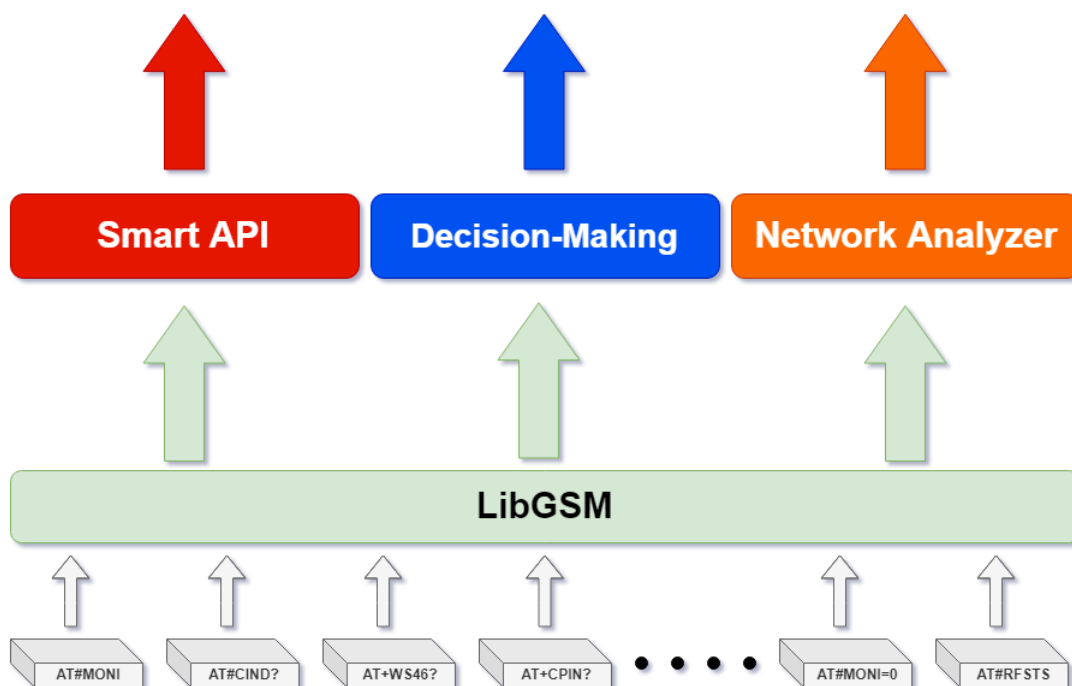 Smart API
Decision-Making
Network Analyzer
LibGSM
AT#MONI
AT#CIND?
AT+WS46?
AT+CPIN?
AT#MONI=0
AT#RFSTS